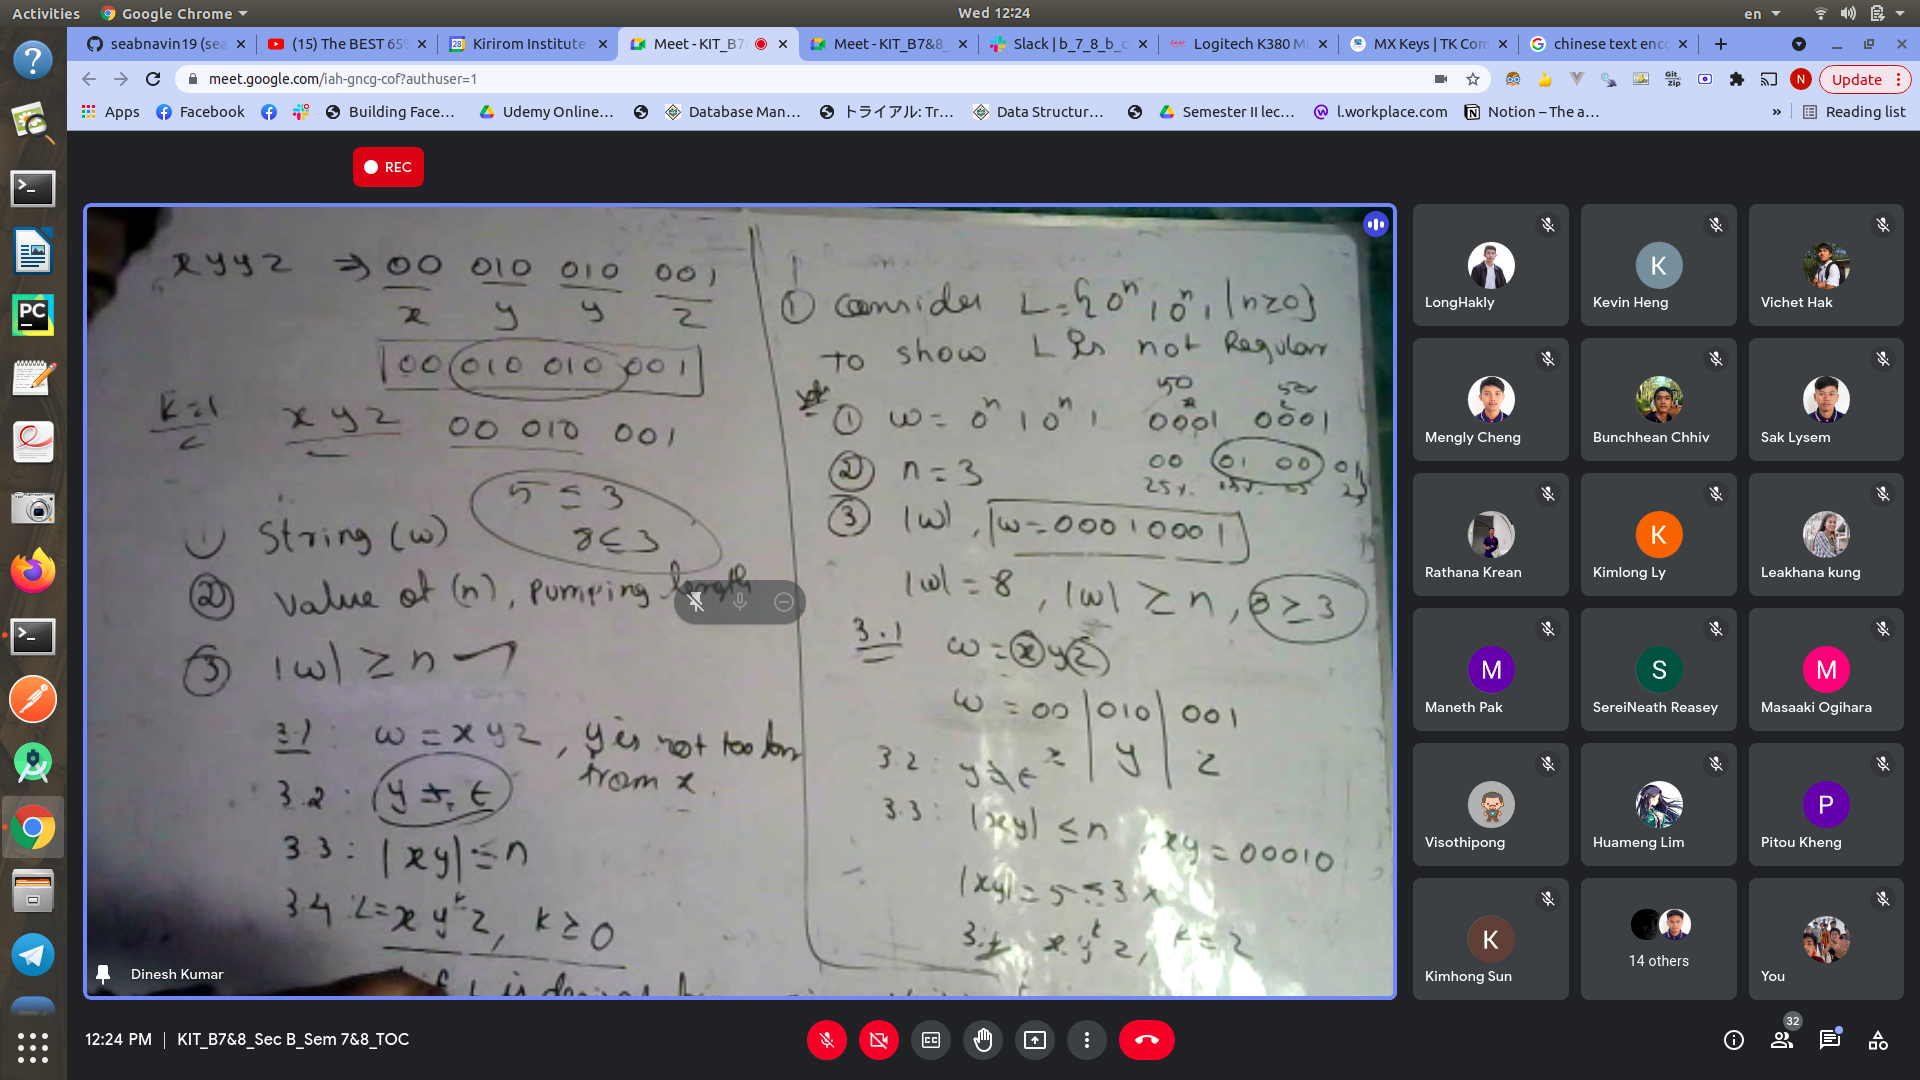 Activities
Google Chrome
Wed 12:24
en
seabnavin19 (sea
(15) The BEST 65%
Kirirom Institute
Meet - KIT_B7
Meet - KIT_B7&8_
Slack | b_7_8_b_c
Logitech K380 Mu
MX Keys | TK Com
chinese text enco
meet.google.com/iah-gncg-cof?authuser=1
N
Update
Apps
Facebook
Building Face...
Udemy Online...
Database Man...
トライアル: Tr...
Data Structur...
Semester II lec...
l.workplace.com
Notion – The a...
»
Reading list
REC
x y y z ⇒ 00 010 010 001
x y y z
00 010 010 001
K=1 x y z 00 010 001
5 ≤ 3
8 ≤ 3
① String (w)
② Value of (n), pumping length
③ |w| ≥ n
3.1: w = x y z, y is not too
from x
3.2: y ≠ ε
3.3: |xy| ≤ n
3.4 L = x y^k z, k ≥ 0
① Consider L = { 0^n 1 0^n 1 | n ≥ 0 }
to show L is not Regular
① w = 0^n 1 0^n 1 0001 0001
② n = 3 00 01 00 01
③ |w|, w = 00010001
|w| = 8, |w| ≥ n, 8 ≥ 3
3.1 w = x y z
w = 00 | 010 | 001
x | y | z
3.2: y ≠ ε
3.3: |xy| ≤ n, xy = 00010
|xy| = 5 ≤ 3 x
3.4 x y^k z, k = 2
Dinesh Kumar
LongHakly
K
Kevin Heng
Vichet Hak
Mengly Cheng
Bunchhean Chhiv
Sak Lysem
Rathana Krean
K
Kimlong Ly
Leakhana kung
M
Maneth Pak
S
SereiNeath Reasey
M
Masaaki Ogihara
Visothipong
Huameng Lim
P
Pitou Kheng
K
Kimhong Sun
14 others
You
12:24 PM | KIT_B7&8_Sec B_Sem 7&8_TOC
32